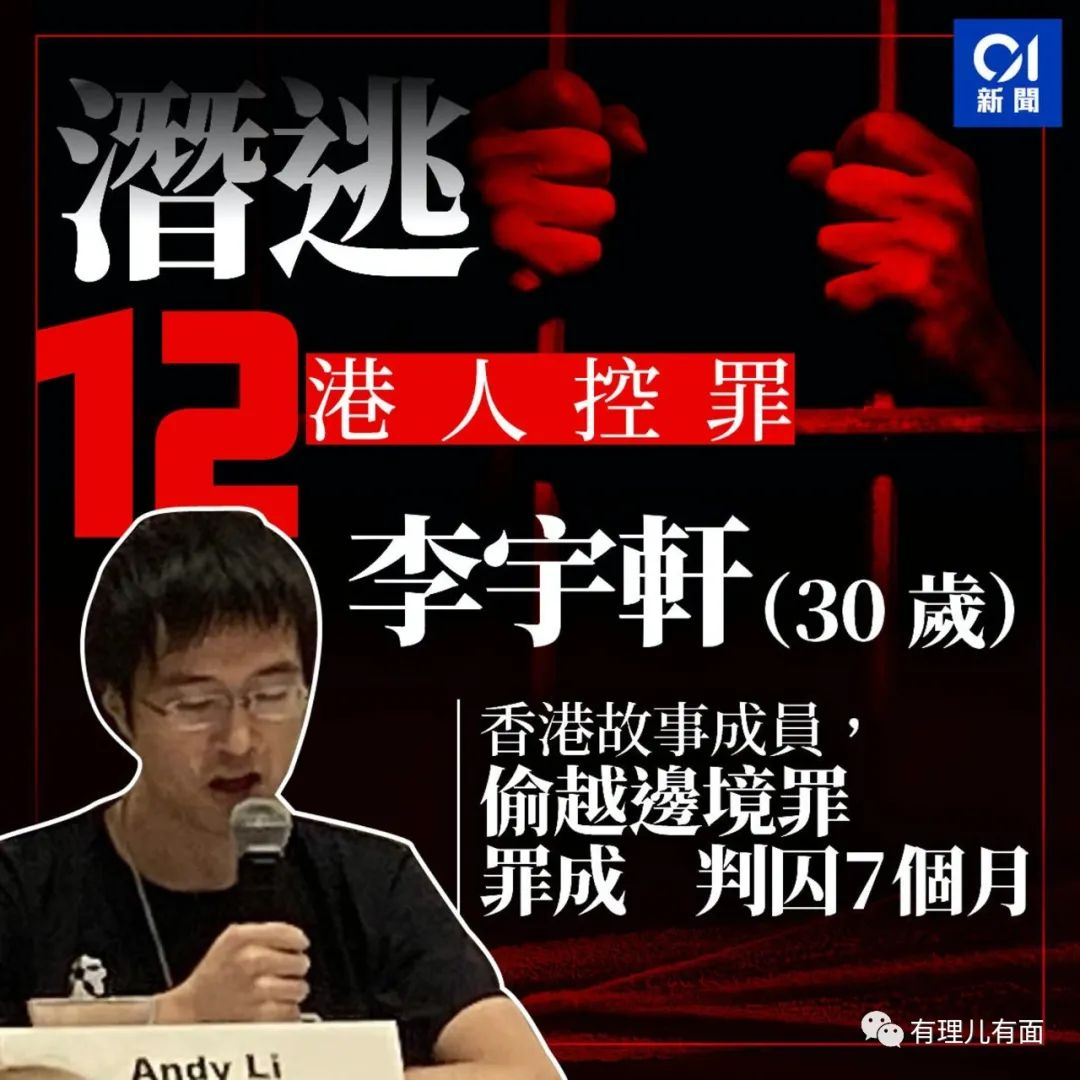 01
新聞
潛逃
12
港人控罪
李宇軒（30 歲）
香港故事成員，
偷越邊境罪
罪成 判囚7個月
Andy Li
有理儿有面